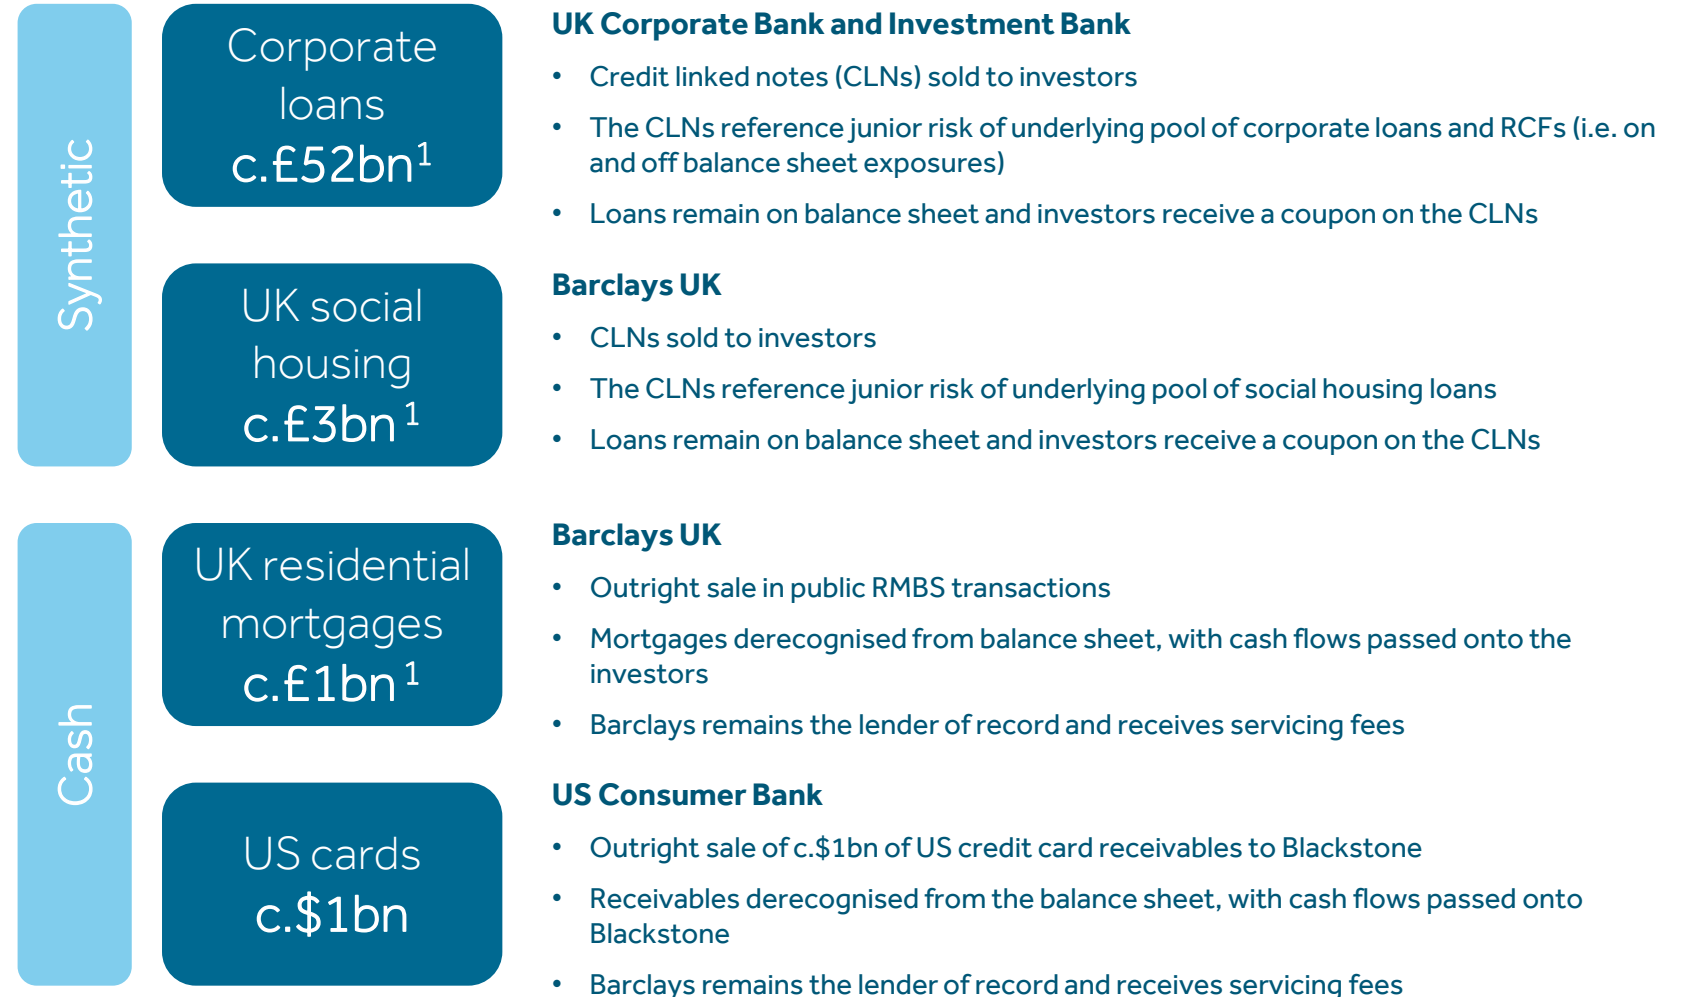 Synthetic
Corporate
loans
c.£52bn¹
UK Corporate Bank and Investment Bank
• Credit linked notes (CLNs) sold to investors
• The CLNs reference junior risk of underlying pool of corporate loans and RCFs (i.e. on
and off balance sheet exposures)
• Loans remain on balance sheet and investors receive a coupon on the CLNs
UK social
housing
c.£3bn¹
Barclays UK
• CLNs sold to investors
• The CLNs reference junior risk of underlying pool of social housing loans
• Loans remain on balance sheet and investors receive a coupon on the CLNs
Cash
UK residential
mortgages
c.£1bn¹
Barclays UK
• Outright sale in public RMBS transactions
• Mortgages derecognised from balance sheet, with cash flows passed onto the
investors
• Barclays remains the lender of record and receives servicing fees
US cards
c.$1bn
US Consumer Bank
• Outright sale of c.$1bn of US credit card receivables to Blackstone
• Receivables derecognised from the balance sheet, with cash flows passed onto
Blackstone
• Barclays remains the lender of record and receives servicing fees